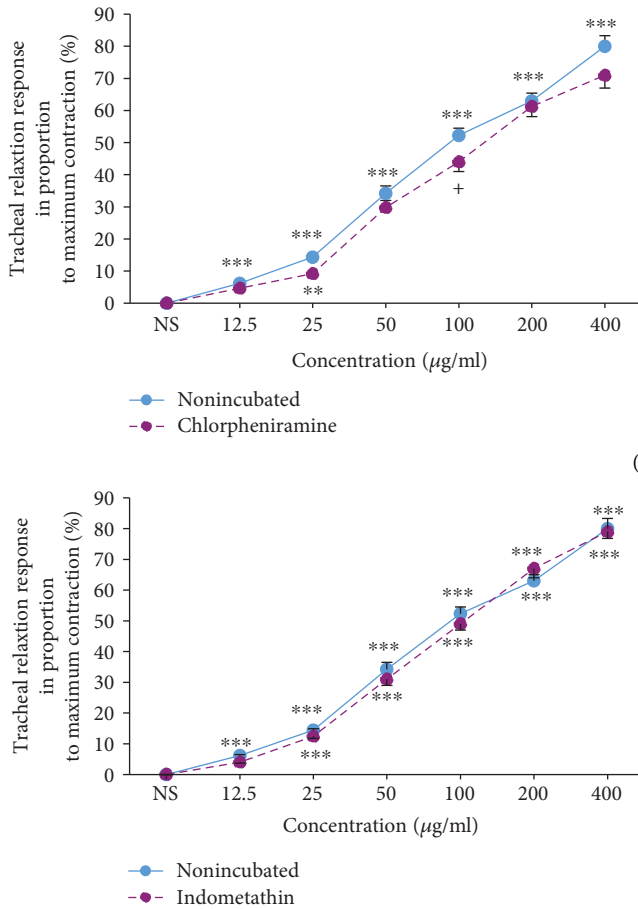 Tracheal relaxtion response
in proportion
to maximum contraction (%)
90
80
70
60
50
40
30
20
10
0
***
***
***
***
***
***
**
+
NS 12.5 25 50 100 200 400
Concentration (μg/ml)
Nonincubated
Chlorpheniramine
(
Tracheal relaxtion response
in proportion
to maximum contraction (%)
90
80
70
60
50
40
30
20
10
0
***
***
***
***
***
***
***
***
***
***
***
+
NS 12.5 25 50 100 200 400
Concentration (μg/ml)
Nonincubated
Indometathin